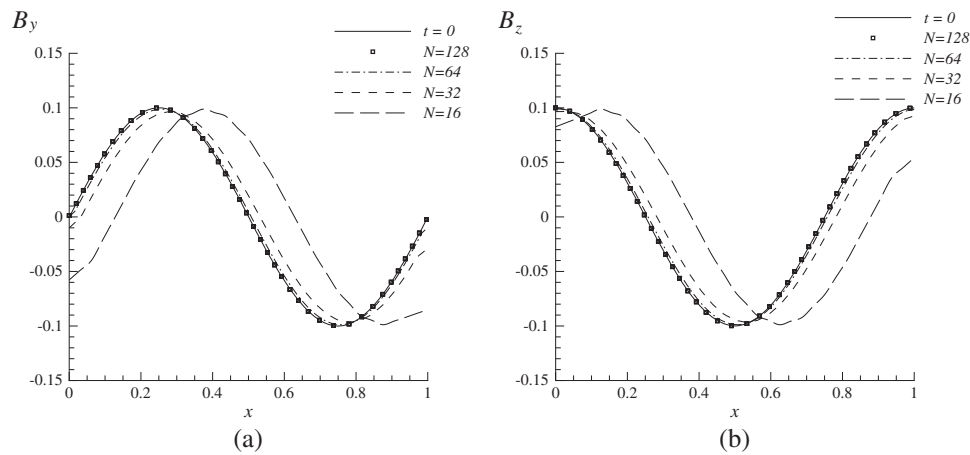 B_y
t = 0
N=128
N=64
N=32
N=16
0.15
0.1
0.05
0
-0.05
-0.1
-0.15
0 0.2 0.4 0.6 0.8 1
x
(a)
B_z
t = 0
N=128
N=64
N=32
N=16
0.15
0.1
0.05
0
-0.05
-0.1
-0.15
0 0.2 0.4 0.6 0.8 1
x
(b)